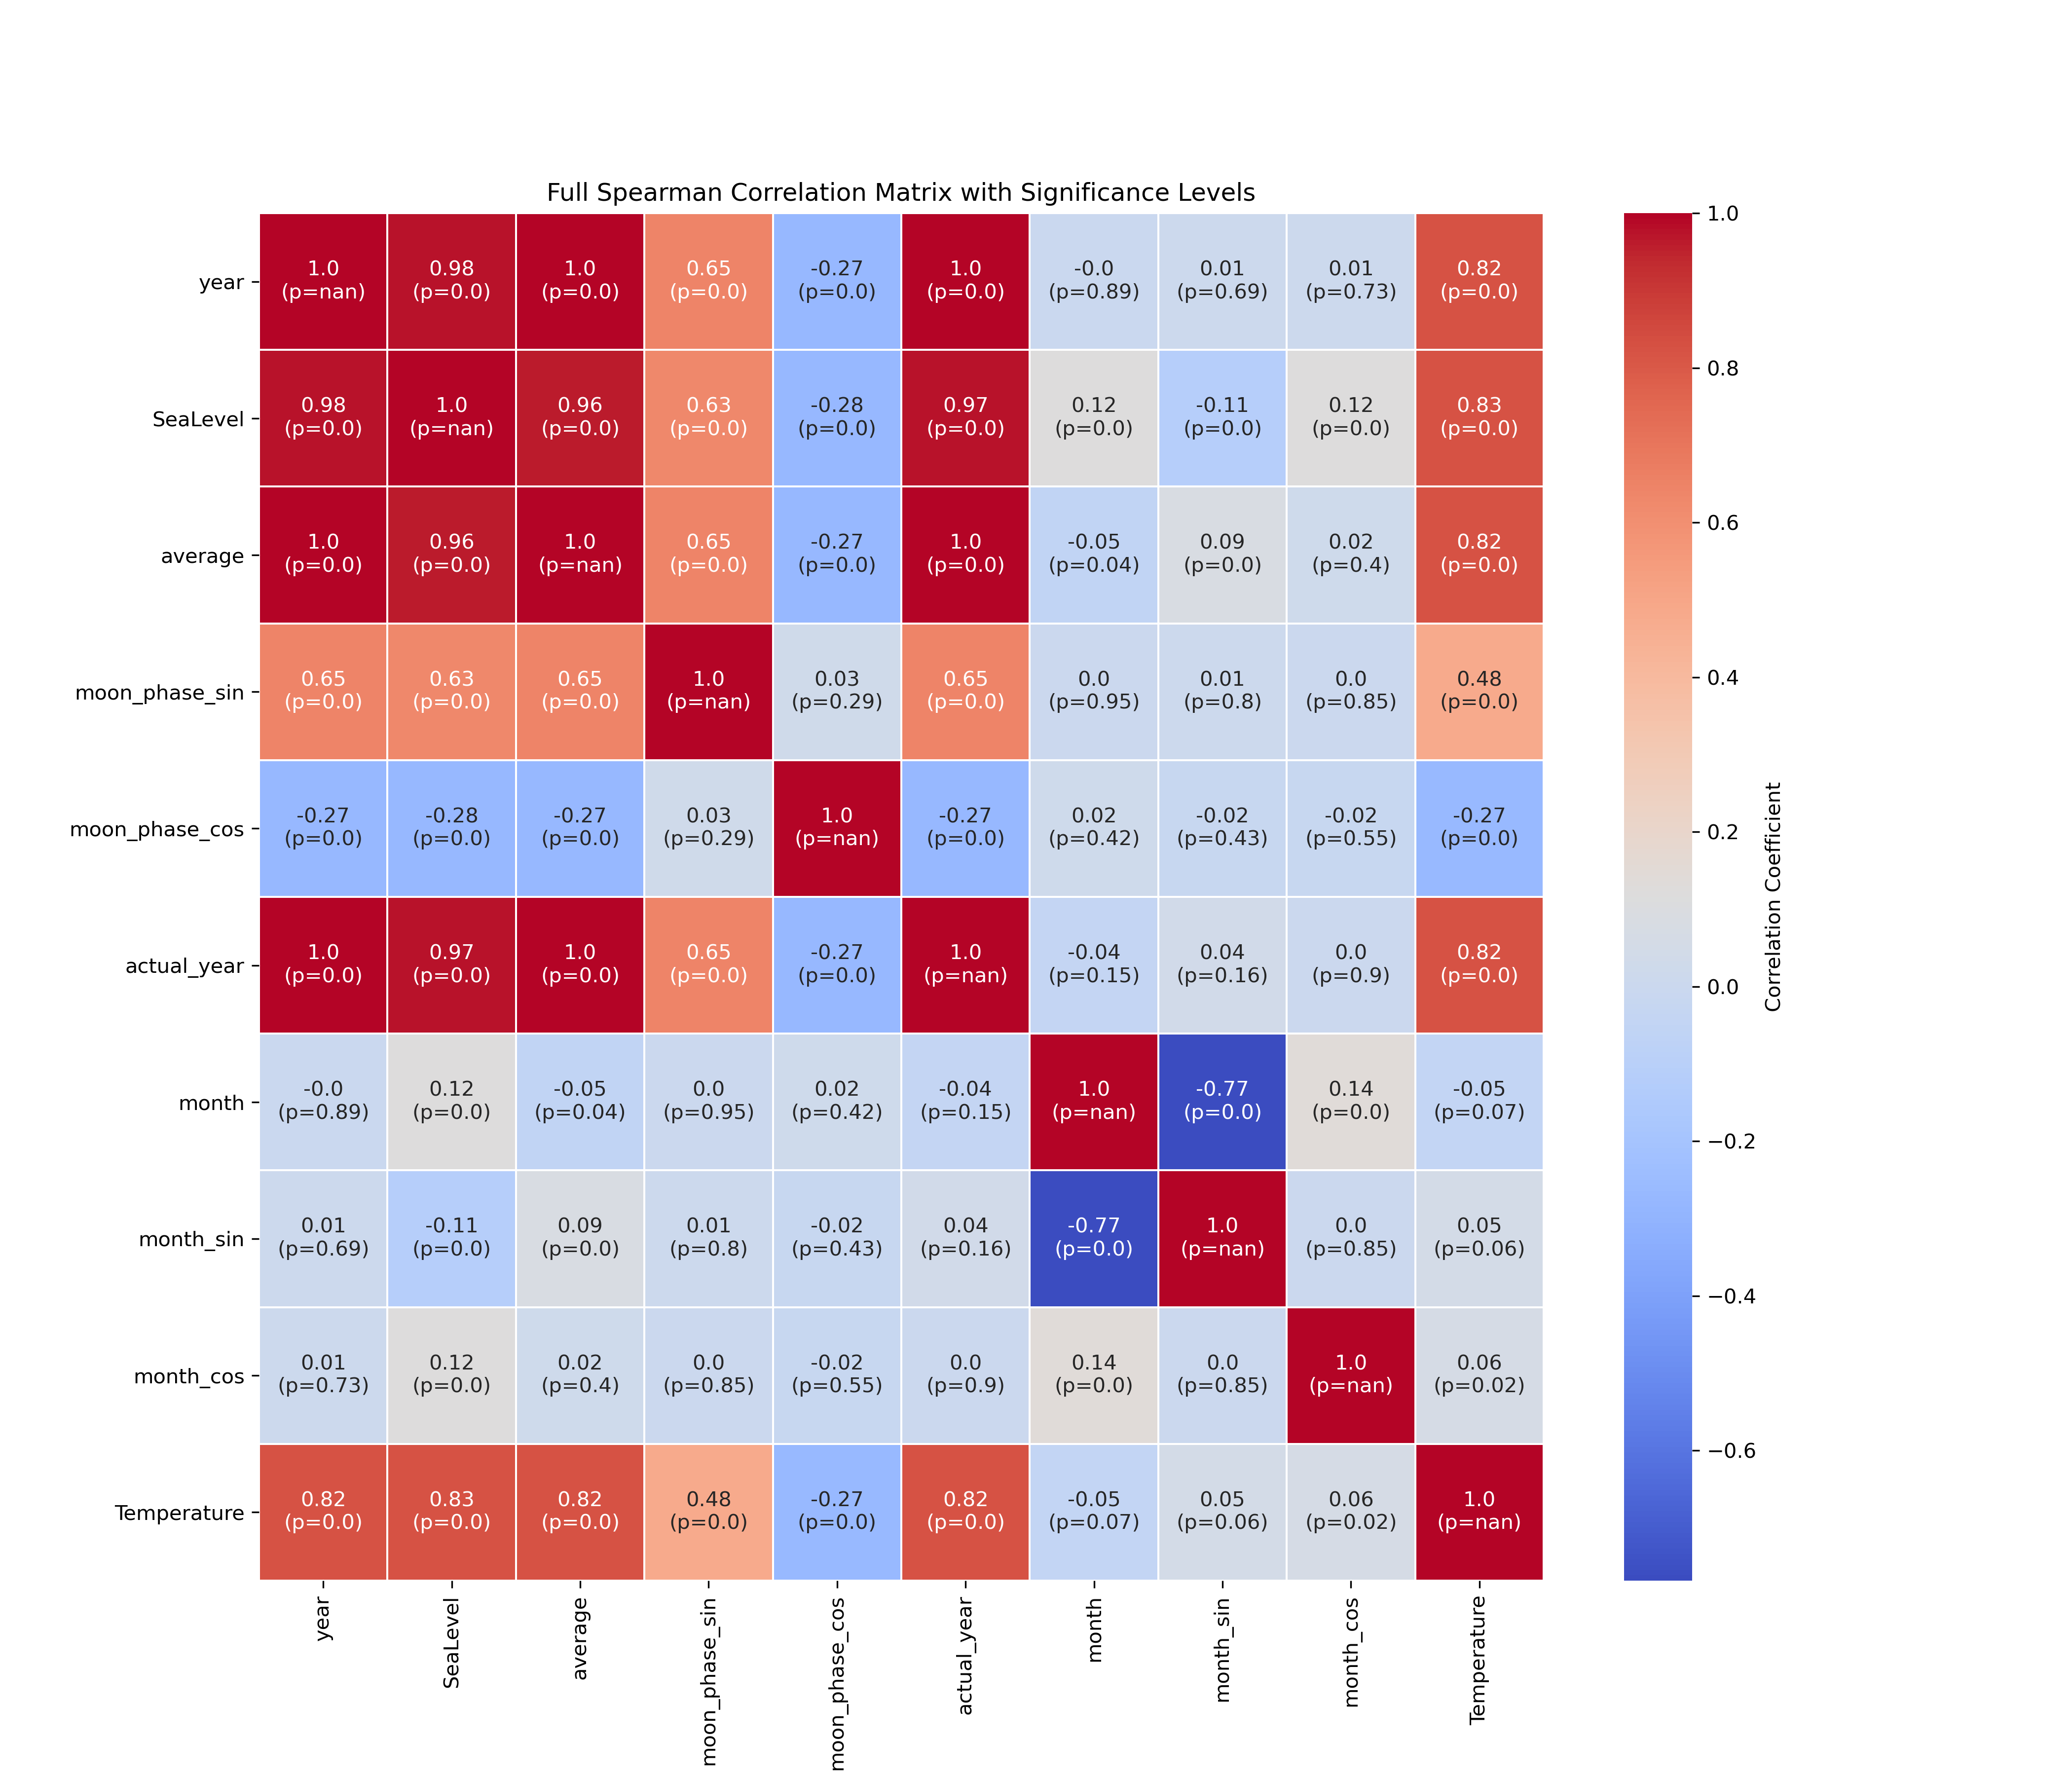 Full Spearman Correlation Matrix with Significance Levels
year
1.0 0.98 1.0 0.65 -0.27 1.0 -0.0 0.01 0.01 0.82
(p=nan) (p=0.0) (p=0.0) (p=0.0) (p=0.0) (p=0.0) (p=0.89) (p=0.69) (p=0.73) (p=0.0)
SeaLevel
0.98 1.0 0.96 0.63 -0.28 0.97 0.12 -0.11 0.12 0.83
(p=0.0) (p=nan) (p=0.0) (p=0.0) (p=0.0) (p=0.0) (p=0.0) (p=0.0) (p=0.0) (p=0.0)
average
1.0 0.96 1.0 0.65 -0.27 1.0 -0.05 0.09 0.02 0.82
(p=0.0) (p=0.0) (p=nan) (p=0.0) (p=0.0) (p=0.0) (p=0.04) (p=0.0) (p=0.4) (p=0.0)
moon_phase_sin
0.65 0.63 0.65 1.0 0.03 0.65 0.0 0.01 0.0 0.48
(p=0.0) (p=0.0) (p=0.0) (p=nan) (p=0.29) (p=0.0) (p=0.95) (p=0.8) (p=0.85) (p=0.0)
moon_phase_cos
-0.27 -0.28 -0.27 0.03 1.0 -0.27 0.02 -0.02 -0.02 -0.27
(p=0.0) (p=0.0) (p=0.0) (p=0.29) (p=nan) (p=0.0) (p=0.42) (p=0.43) (p=0.55) (p=0.0)
actual_year
1.0 0.97 1.0 0.65 -0.27 1.0 -0.04 0.04 0.0 0.82
(p=0.0) (p=0.0) (p=0.0) (p=0.0) (p=0.0) (p=nan) (p=0.15) (p=0.16) (p=0.9) (p=0.0)
month
-0.0 0.12 -0.05 0.0 0.02 -0.04 1.0 -0.77 0.14 -0.05
(p=0.89) (p=0.0) (p=0.04) (p=0.95) (p=0.42) (p=0.15) (p=nan) (p=0.0) (p=0.0) (p=0.07)
month_sin
0.01 -0.11 0.09 0.01 -0.02 0.04 -0.77 1.0 0.0 0.05
(p=0.69) (p=0.0) (p=0.0) (p=0.8) (p=0.43) (p=0.16) (p=0.0) (p=nan) (p=0.85) (p=0.06)
month_cos
0.01 0.12 0.02 0.0 -0.02 0.0 0.14 0.0 1.0 0.06
(p=0.73) (p=0.0) (p=0.4) (p=0.85) (p=0.55) (p=0.9) (p=0.0) (p=0.85) (p=nan) (p=0.02)
Temperature
0.82 0.83 0.82 0.48 -0.27 0.82 -0.05 0.05 0.06 1.0
(p=0.0) (p=0.0) (p=0.0) (p=0.0) (p=0.0) (p=0.0) (p=0.07) (p=0.06) (p=0.02) (p=nan)
year
SeaLevel
average
moon_phase_sin
moon_phase_cos
actual_year
month
month_sin
month_cos
Temperature
1.0
0.8
0.6
0.4
0.2
0.0
−0.2
−0.4
−0.6
Correlation Coefficient